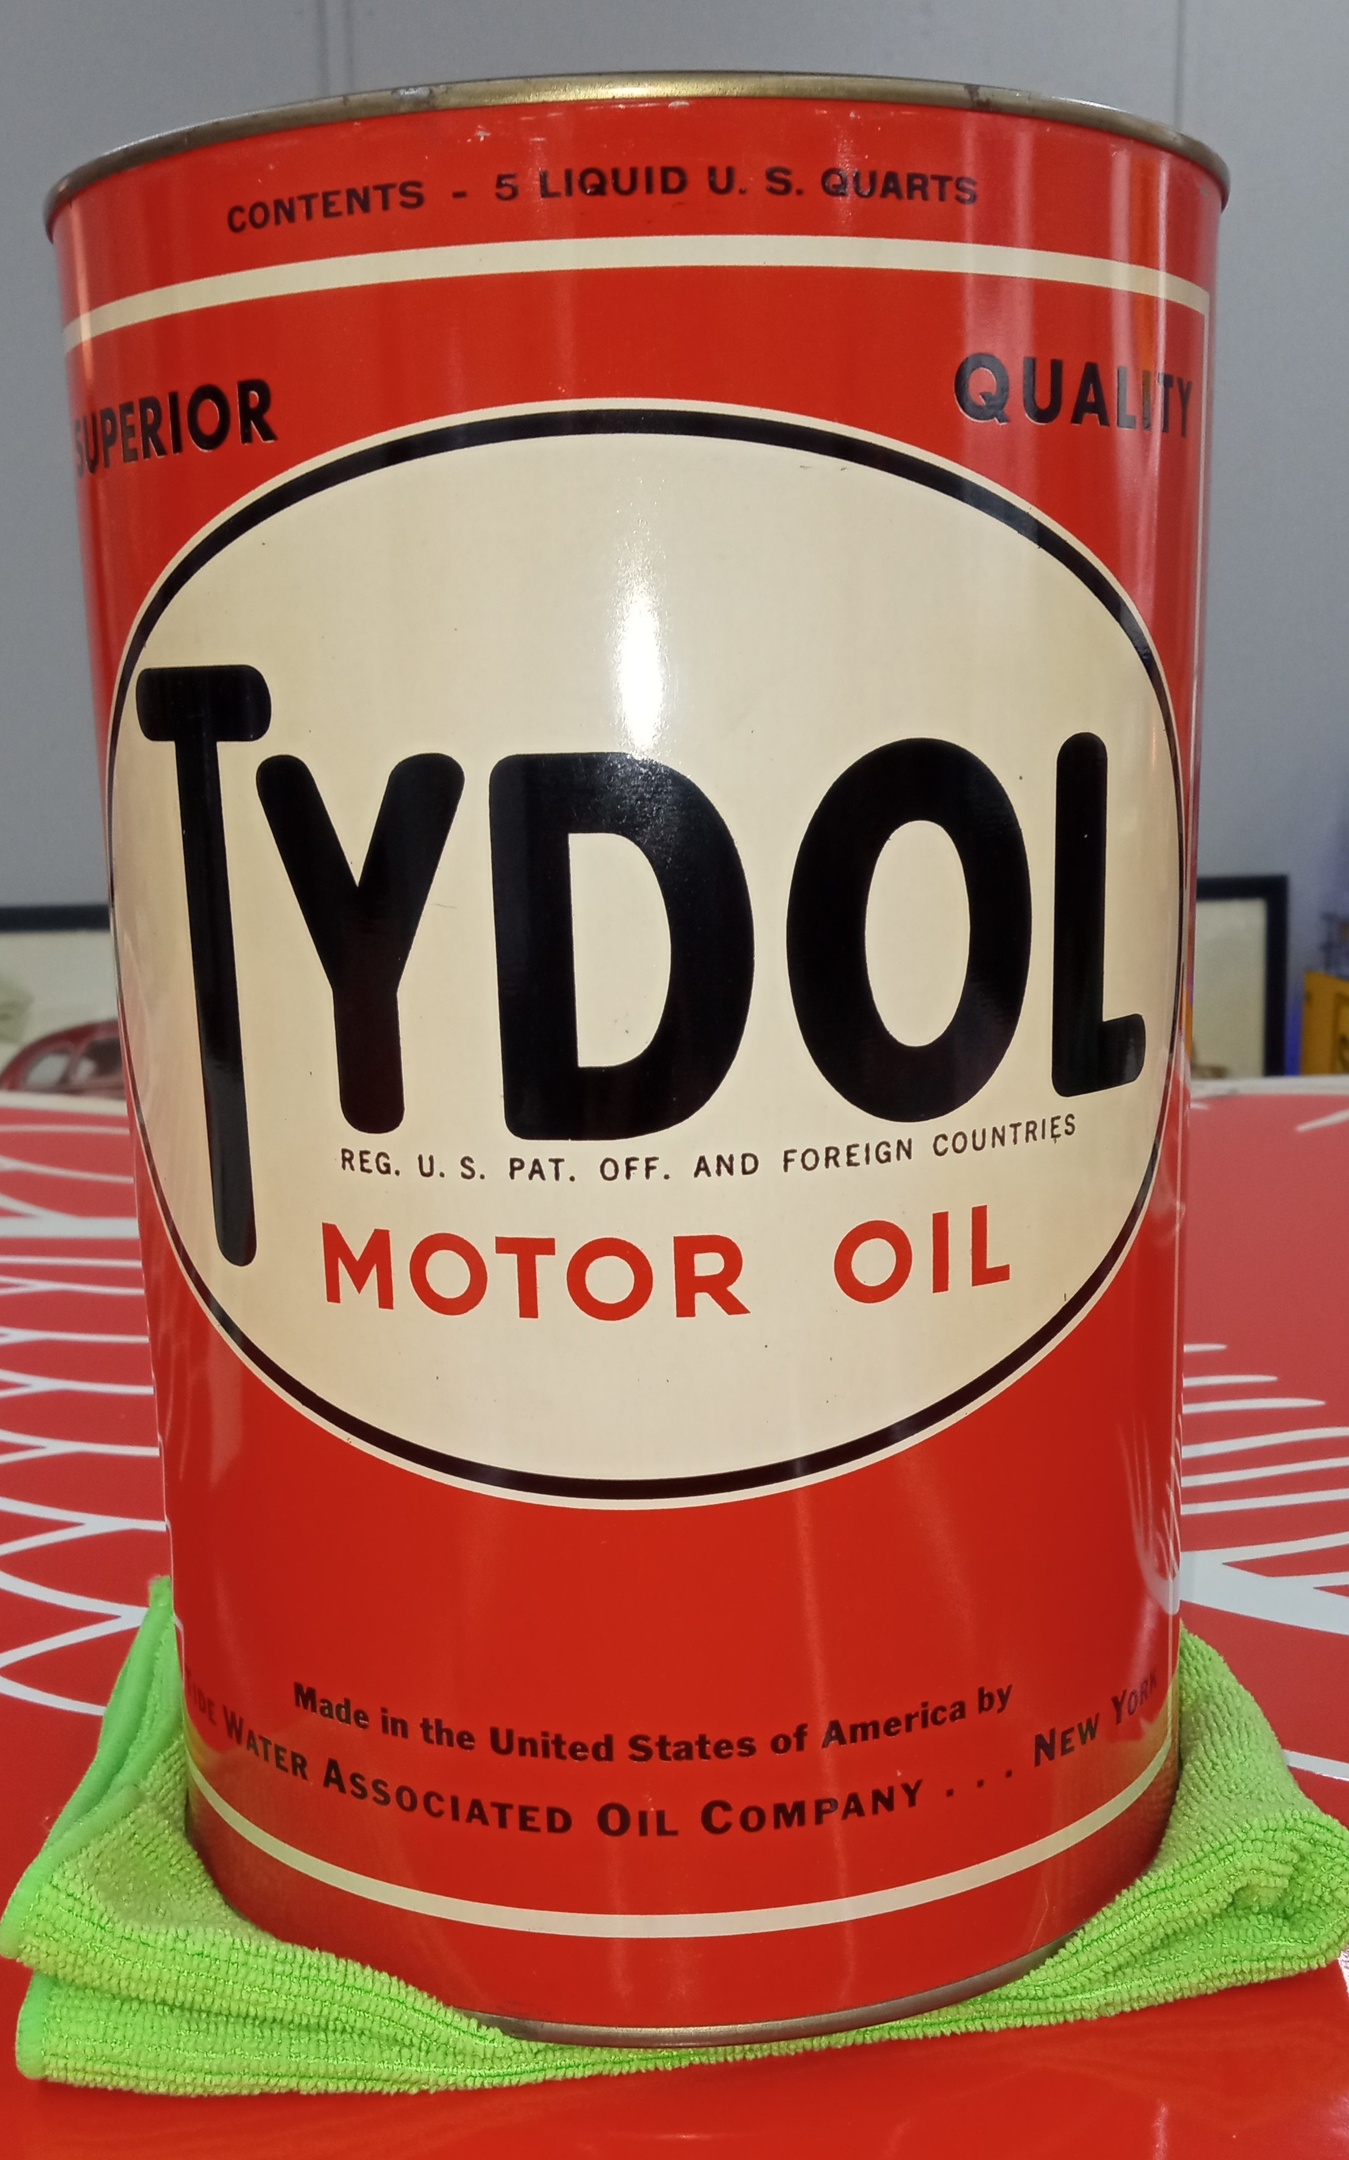 CONTENTS - 5 LIQUID U. S. QUARTS
SUPERIOR QUALITY
TYDOL
REG. U. S. PAT. OFF. AND FOREIGN COUNTRIES
MOTOR OIL
Made in the United States of America by
TIDE WATER ASSOCIATED OIL COMPANY . . . NEW YORK